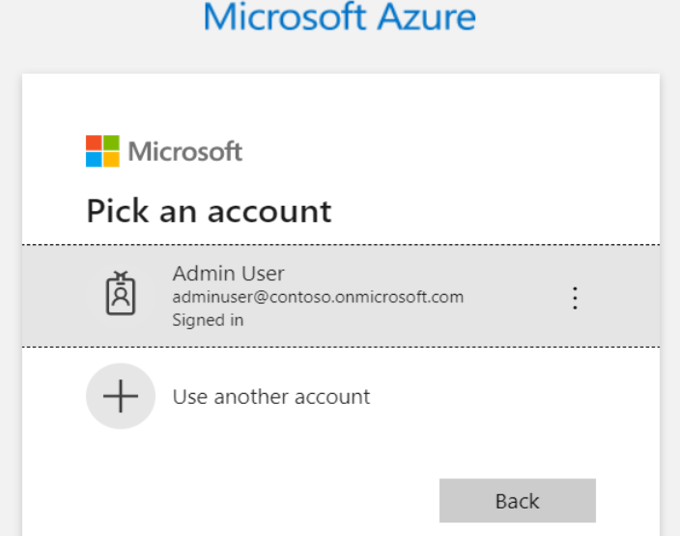 Microsoft Azure
Microsoft
Pick an account
Admin User
adminuser@contoso.onmicrosoft.com
Signed in
Use another account
Back